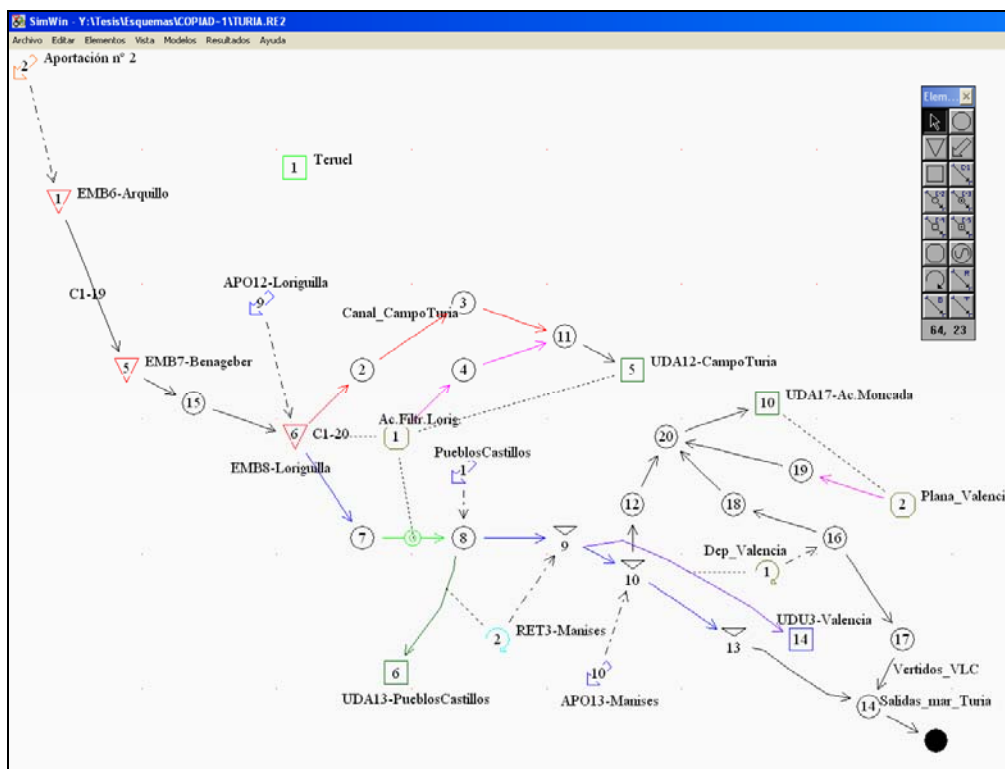 SimWin - Y:\Tesis\Esquemas\COPIAD-1\TURIA.RE2
Archivo Editar Elementos Vista Modelos Resultados Ayuda
2 Aportación nº 2
Elem...
1 Teruel
1 EMB6-Arquillo
C1-19
APO12-Loriguilla
9
Canal_CampoTuria
3
11
64, 23
5 EMB7-Benageber
2
4
5 UDA12-CampoTuria
15
UDA17-Ac.Moncada
10
Ac.Filtr.Lorig.
6 C1-20 1
20
EMB8-Loriguilla
PueblosCastillos
1
19
12
18
2 Plana_Valenci
7
8
9
16
Dep_Valencia
10
1
UDU3-Valencia
2 RET3-Manises
13
14
17
6
10
Vertidos_VLC
UDA13-PueblosCastillos
APO13-Manises
14 Salidas_mar_Turia